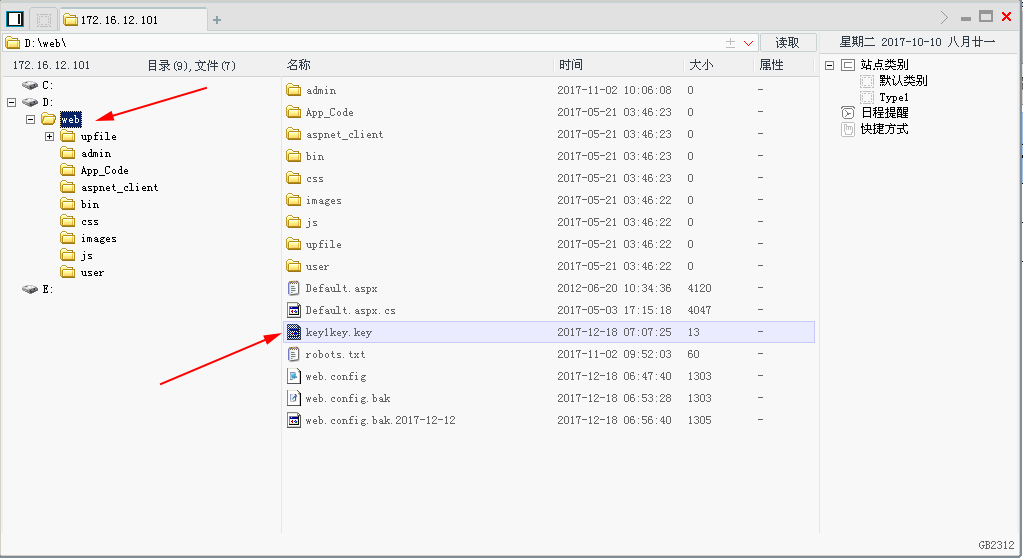 172.16.12.101
D:\web\ 读取 星期二 2017-10-10 八月廿一
172.16.12.101 目录(9),文件(7)
C:
D:
web
upfile
admin
App_Code
aspnet_client
bin
css
images
js
user
E:
名称 时间 大小 属性
admin 2017-11-02 10:06:08 0 -
App_Code 2017-05-21 03:46:23 0 -
aspnet_client 2017-05-21 03:46:23 0 -
bin 2017-05-21 03:46:23 0 -
css 2017-05-21 03:46:23 0 -
images 2017-05-21 03:46:22 0 -
js 2017-05-21 03:46:22 0 -
upfile 2017-05-21 03:46:22 0 -
user 2017-05-21 03:46:22 0 -
Default.aspx 2012-06-20 10:34:36 4120 -
Default.aspx.cs 2017-05-03 17:15:18 4047 -
key1key.key 2017-12-18 07:07:25 13 -
robots.txt 2017-11-02 09:52:03 60 -
web.config 2017-12-18 06:47:40 1303 -
web.config.bak 2017-12-18 06:53:28 1303 -
web.config.bak.2017-12-12 2017-12-18 06:56:40 1305 -
站点类别
默认类别
Type1
日程提醒
快捷方式
GB2312